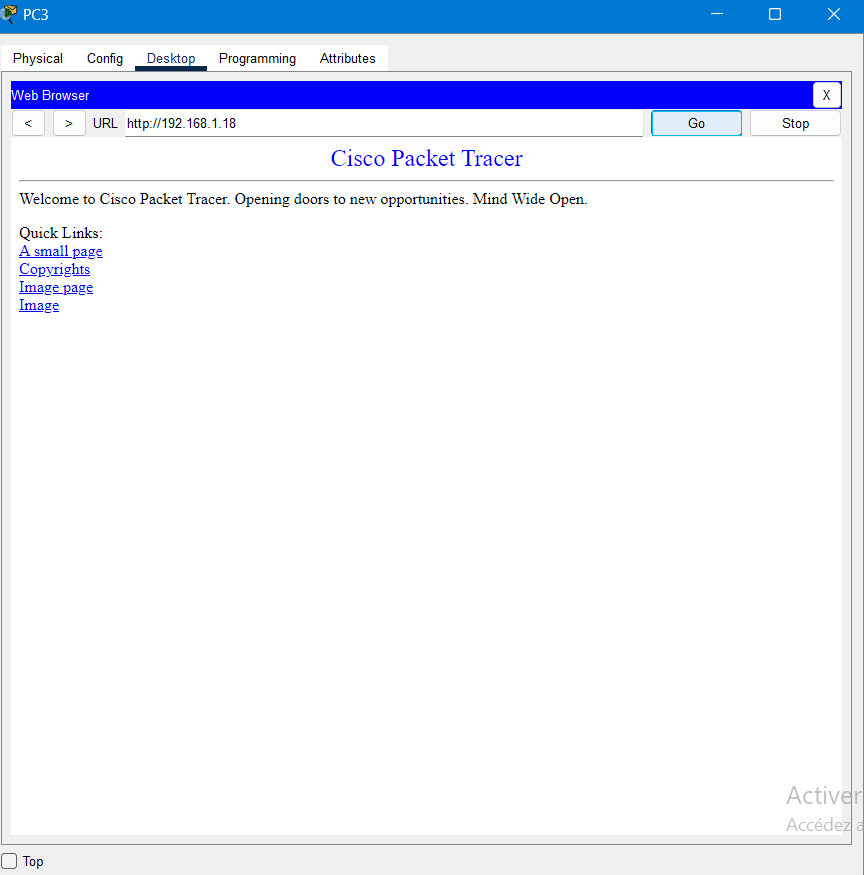 PC3
Physical Config Desktop Programming Attributes
Web Browser X
< > URL http://192.168.1.18 Go Stop
Cisco Packet Tracer
Welcome to Cisco Packet Tracer. Opening doors to new opportunities. Mind Wide Open.
Quick Links:
A small page
Copyrights
Image page
Image
Activer
Accédez a
Top